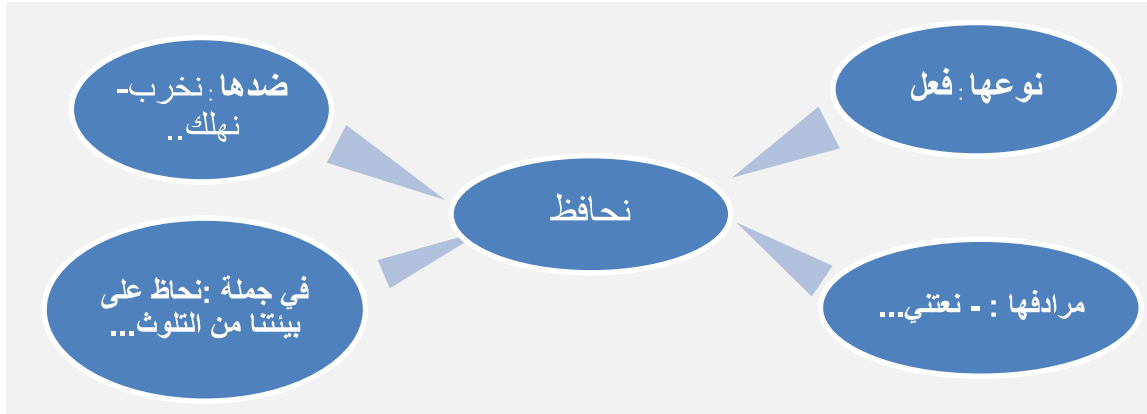 نوعها : فعل
ضدها : نخرب-
نهلك..
نحافظ
مرادفها : - نعتني...
في جملة :نحاظ على
بيئتنا من التلوث...